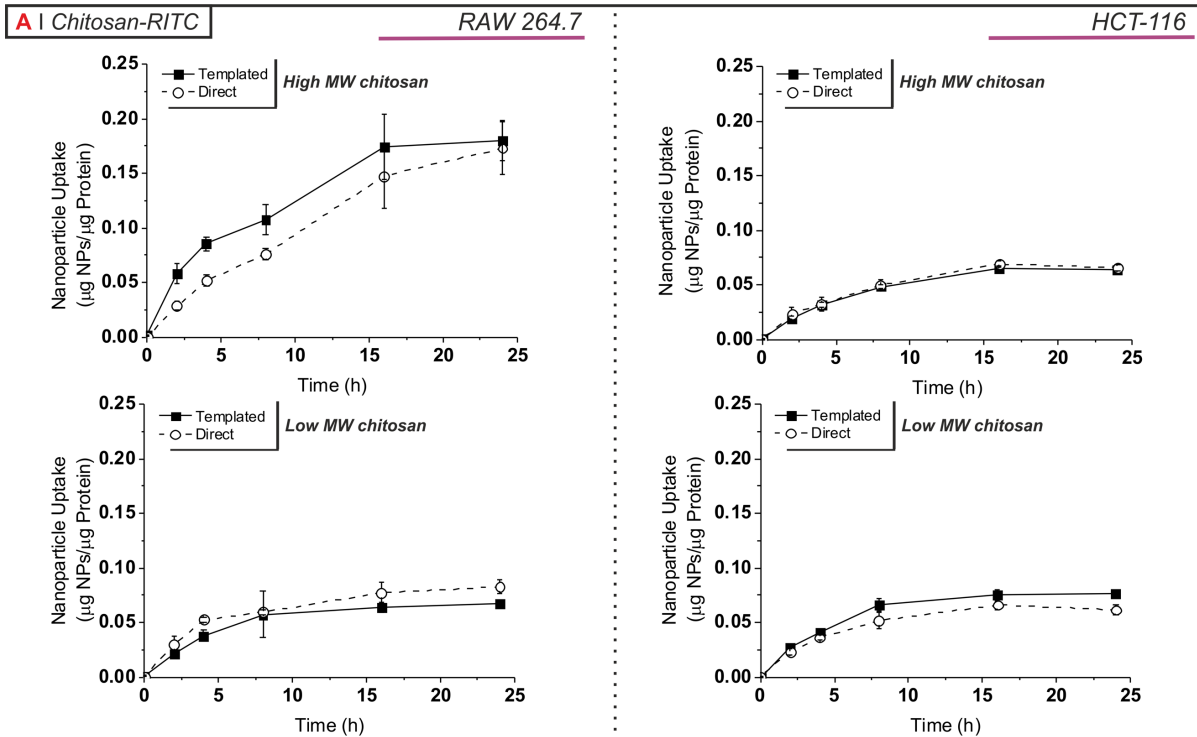 A | Chitosan-RITC
RAW 264.7
HCT-116
0.25
0.20
0.15
0.10
0.05
0.00
Nanoparticle Uptake
(μg NPs/μg Protein)
Templated
Direct
High MW chitosan
0 5 10 15 20 25
Time (h)
0.25
0.20
0.15
0.10
0.05
0.00
Nanoparticle Uptake
(μg NPs/μg Protein)
Templated
Direct
High MW chitosan
0 5 10 15 20 25
Time (h)
0.25
0.20
0.15
0.10
0.05
0.00
Nanoparticle Uptake
(μg NPs/μg Protein)
Templated
Direct
Low MW chitosan
0 5 10 15 20 25
Time (h)
0.25
0.20
0.15
0.10
0.05
0.00
Nanoparticle Uptake
(μg NPs/μg Protein)
Templated
Direct
Low MW chitosan
0 5 10 15 20 25
Time (h)